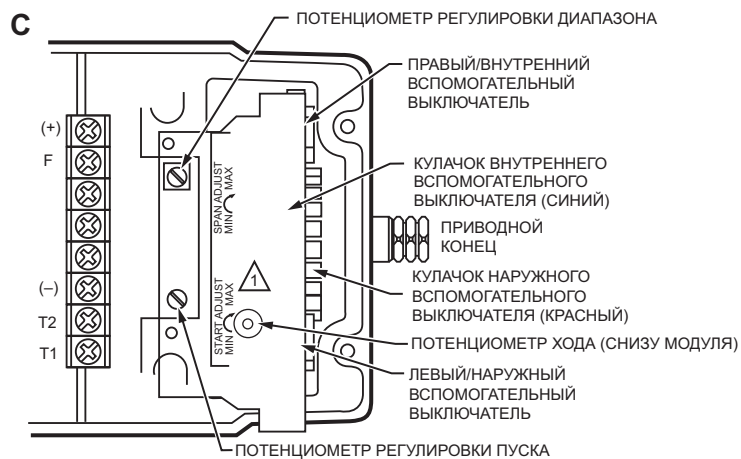 C
ПОТЕНЦИОМЕТР РЕГУЛИРОВКИ ДИАПАЗОНА
ПРАВЫЙ/ВНУТРЕННИЙ
ВСПОМОГАТЕЛЬНЫЙ
ВЫКЛЮЧАТЕЛЬ
(+)
F
КУЛАЧОК ВНУТРЕННЕГО
ВСПОМОГАТЕЛЬНОГО
ВЫКЛЮЧАТЕЛЯ (СИНИЙ)
SPAN ADJUST
MIN MAX
ПРИВОДНОЙ
КОНЕЦ
1
(–)
T2
T1
КУЛАЧОК НАРУЖНОГО
ВСПОМОГАТЕЛЬНОГО
ВЫКЛЮЧАТЕЛЯ (КРАСНЫЙ)
START ADJUST
MIN MAX
ПОТЕНЦИОМЕТР ХОДА (СНИЗУ МОДУЛЯ)
ЛЕВЫЙ/НАРУЖНЫЙ
ВСПОМОГАТЕЛЬНЫЙ
ВЫКЛЮЧАТЕЛЬ
ПОТЕНЦИОМЕТР РЕГУЛИРОВКИ ПУСКА